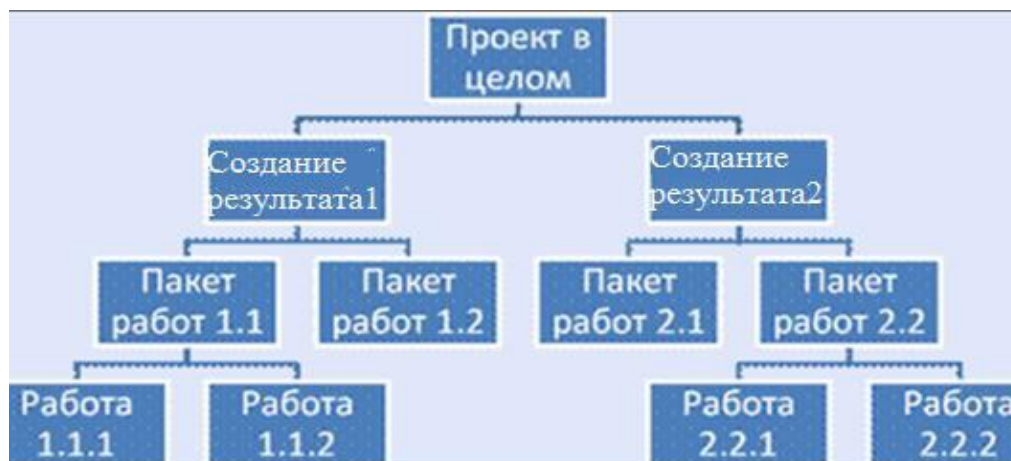 Проект в
целом
Создание
результата1
Создание
результата2
Пакет
работ 1.1
Пакет
работ 1.2
Пакет
работ 2.1
Пакет
работ 2.2
Работа
1.1.1
Работа
1.1.2
Работа
2.2.1
Работа
2.2.2